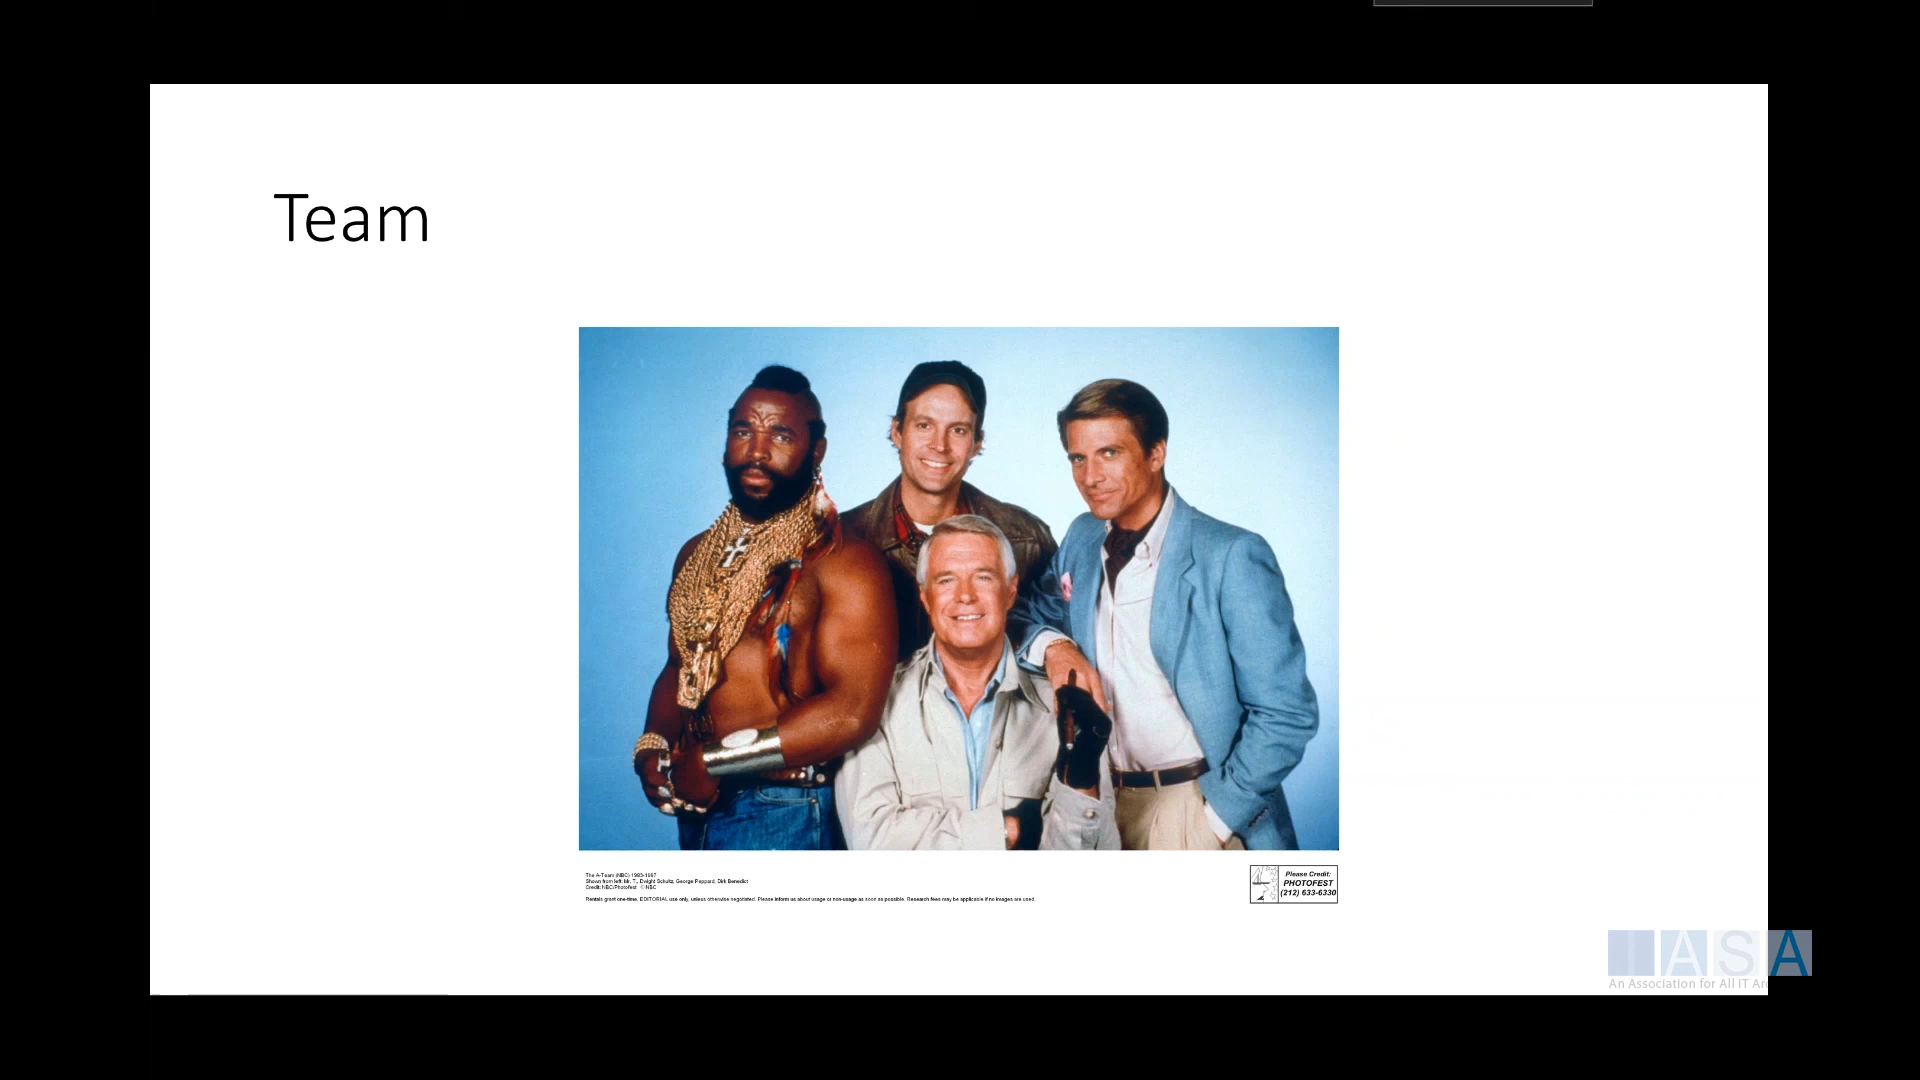 Team
The A-Team (NBC) 1983-1987
Shown from left: Mr. T., Dwight Schultz, George Peppard, Dirk Benedict
Credit: NBC/Photofest ©NBC
Rentals grant one-time, EDITORIAL use only, unless otherwise negotiated. Please inform us about usage or non-usage as soon as possible. Research fees may be applicable if no images are used.
Please Credit:
PHOTOFEST
(212) 633-6330
IASA
An Association for All IT Ar